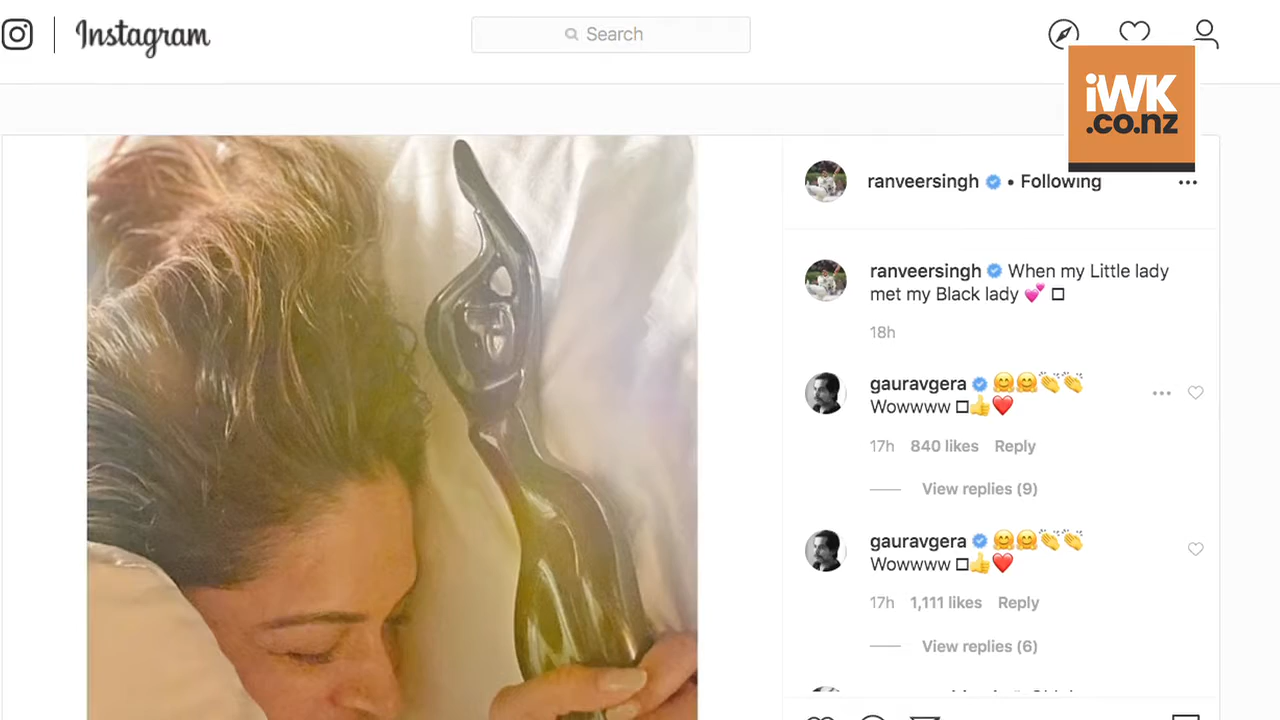 Instagram
Search
iWK
.co.nz
ranveersingh • Following
ranveersingh When my Little lady
met my Black lady 💕 □
18h
gauravgera 🤗🤗👏👏
Wowwww □👍❤️
17h 840 likes Reply
View replies (9)
gauravgera 🤗🤗👏👏
Wowwww □👍❤️
17h 1,111 likes Reply
View replies (6)